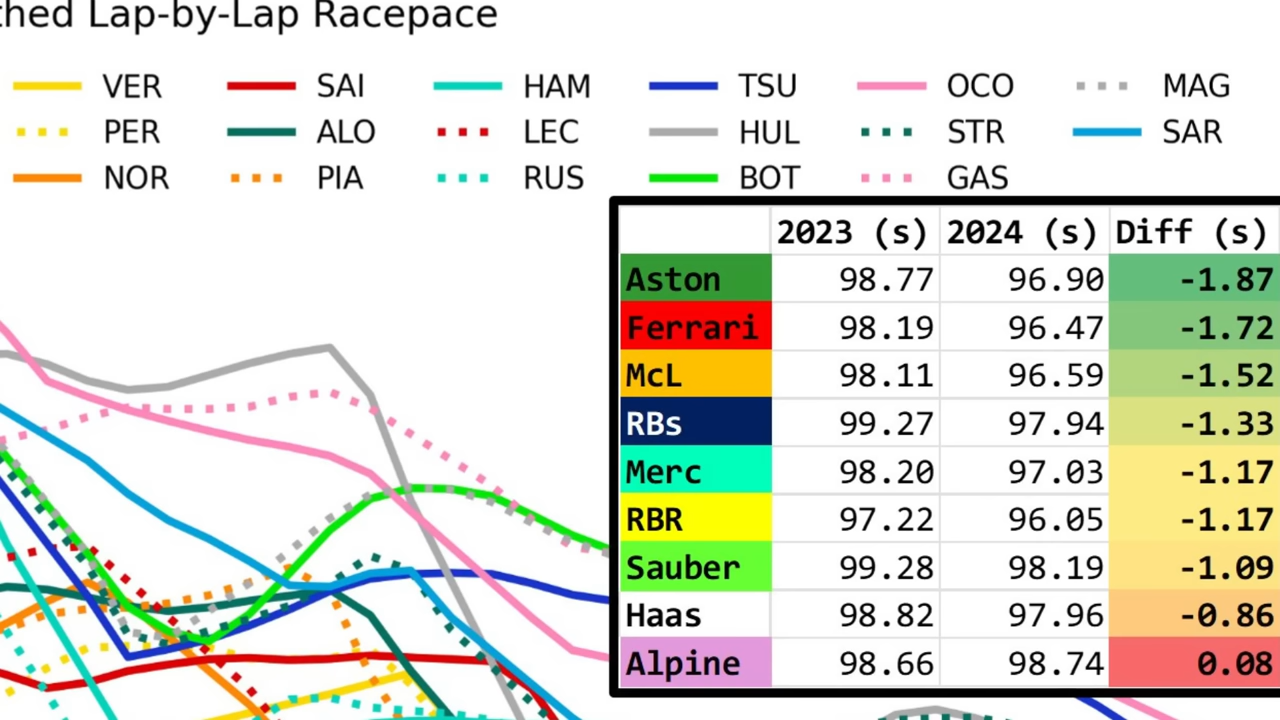 Lap-by-Lap Racepace
VER SAI HAM TSU OCO MAG
PER ALO LEC HUL STR SAR
NOR PIA RUS BOT GAS
2023 (s) 2024 (s) Diff (s)
Aston 98.77 96.90 -1.87
Ferrari 98.19 96.47 -1.72
McL 98.11 96.59 -1.52
RBs 99.27 97.94 -1.33
Merc 98.20 97.03 -1.17
RBR 97.22 96.05 -1.17
Sauber 99.28 98.19 -1.09
Haas 98.82 97.96 -0.86
Alpine 98.66 98.74 0.08